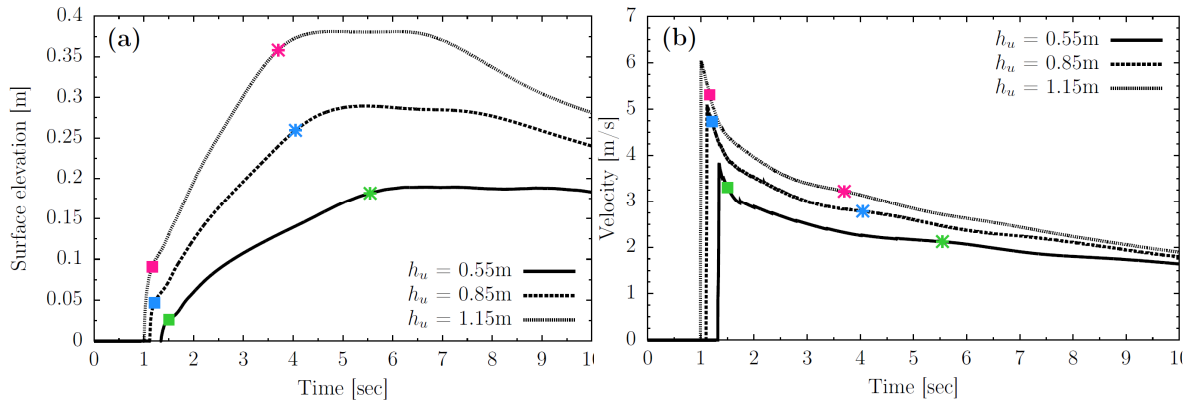 (a)
Surface elevation [m]
0.4
0.35
0.3
0.25
0.2
0.15
0.1
0.05
0
h_u = 0.55m
h_u = 0.85m
h_u = 1.15m
0 1 2 3 4 5 6 7 8 9 10
Time [sec]
(b)
Velocity [m/s]
7
6
5
4
3
2
1
0
h_u = 0.55m
h_u = 0.85m
h_u = 1.15m
0 1 2 3 4 5 6 7 8 9 10
Time [sec]